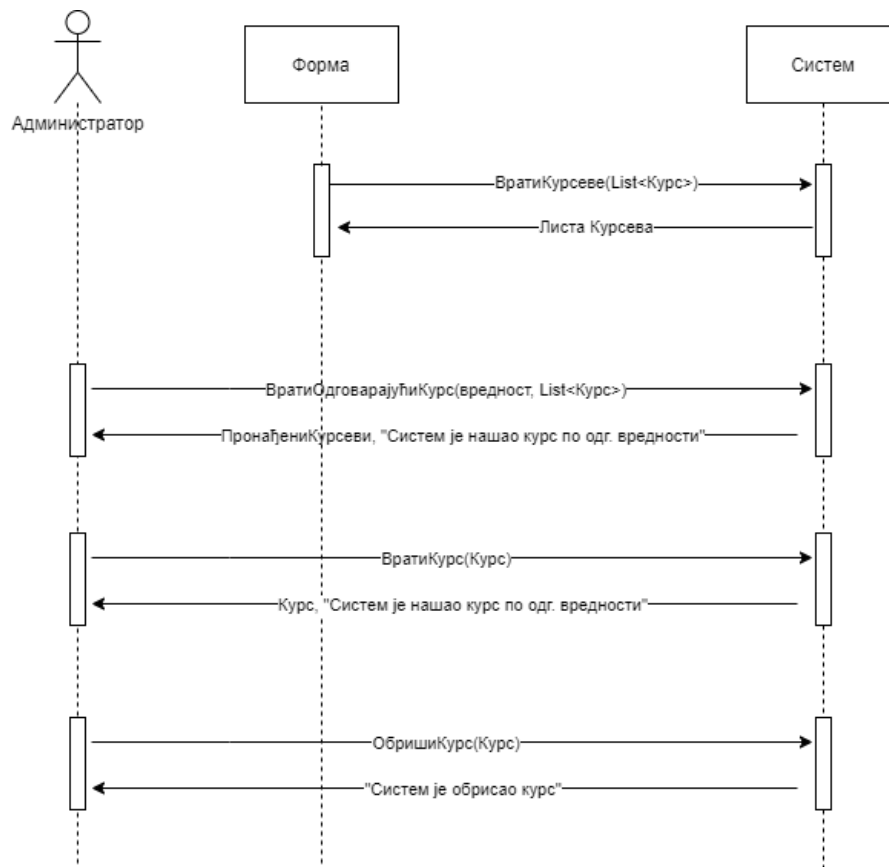 Форма
Систем
Администратор
ВратиКурсеве(List<Курс>)
Листа Курсева
ВратиОдговарајућиКурс(вредност, List<Курс>)
ПронађениКурсеви, "Систем је нашао курс по одг. вредности"
ВратиКурс(Курс)
Курс, "Систем је нашао курс по одг. вредности"
ОбришиКурс(Курс)
"Систем је обрисао курс"